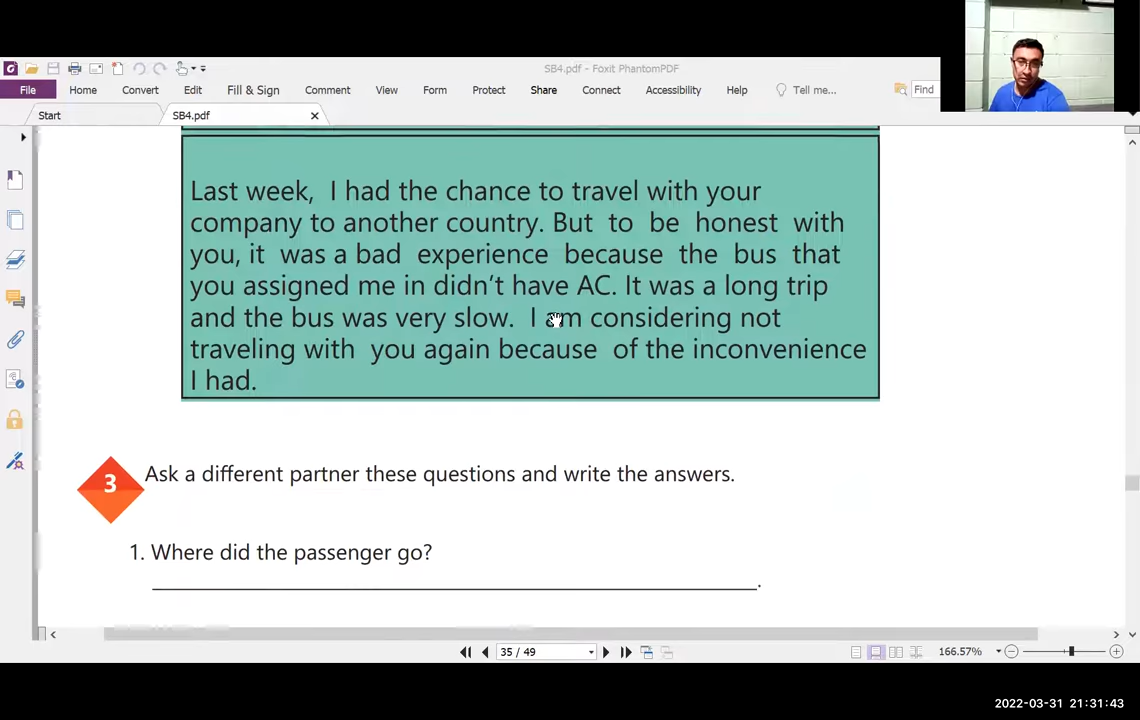 SB4.pdf - Foxit PhantomPDF
File Home Convert Edit Fill & Sign Comment View Form Protect Share Connect Accessibility Help Tell me... Find
Start SB4.pdf
Last week, I had the chance to travel with your
company to another country. But to be honest with
you, it was a bad experience because the bus that
you assigned me in didn't have AC. It was a long trip
and the bus was very slow. I am considering not
traveling with you again because of the inconvenience
I had.
3 Ask a different partner these questions and write the answers.
1. Where did the passenger go?
35 / 49
166.57%
2022-03-31 21:31:43